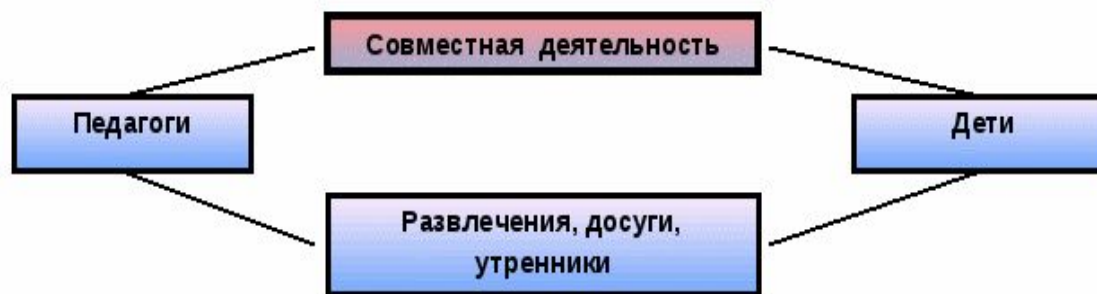 Совместная деятельность
Педагоги
Дети
Развлечения, досуги,
утренники